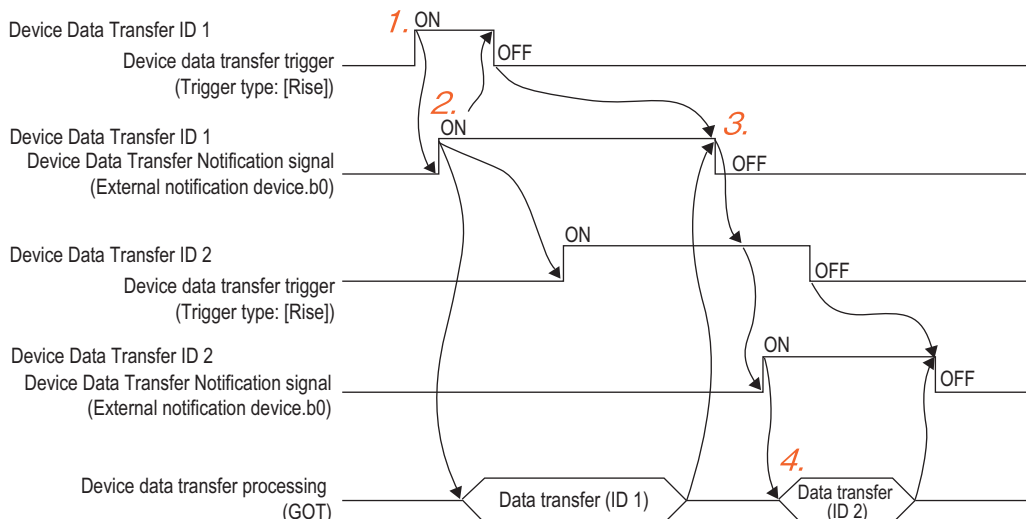 1.
ON
Device Data Transfer ID 1
OFF
Device data transfer trigger
(Trigger type: [Rise])
2.
3.
ON
Device Data Transfer ID 1
OFF
Device Data Transfer Notification signal
(External notification device.b0)
ON
Device Data Transfer ID 2
OFF
Device data transfer trigger
(Trigger type: [Rise])
ON
Device Data Transfer ID 2
OFF
Device Data Transfer Notification signal
(External notification device.b0)
4.
Device data transfer processing
(GOT)
Data transfer (ID 1)
Data transfer
(ID 2)